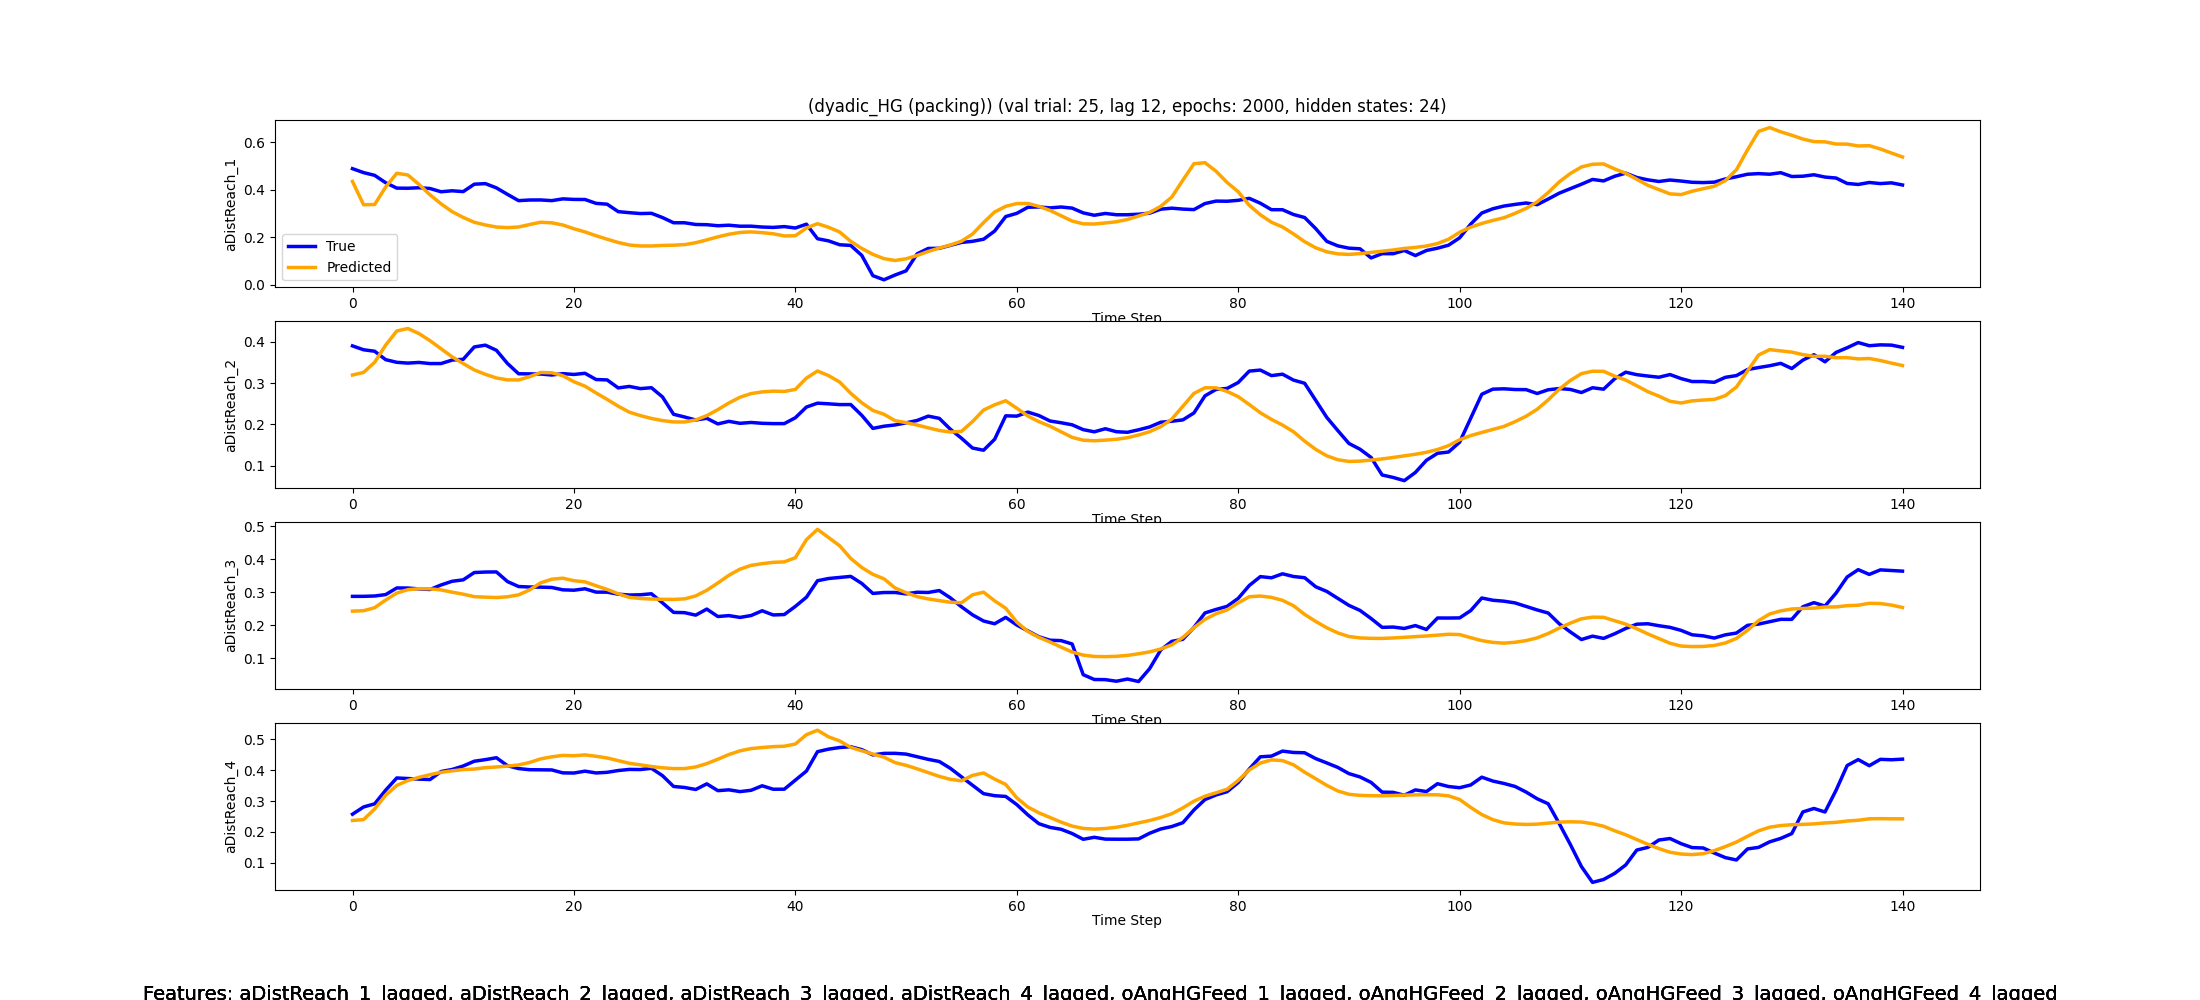 (dyadic_HG (packing)) (val trial: 25, lag 12, epochs: 2000, hidden states: 24)
aDistReach_1
0.6
0.4
0.2
0.0
True
Predicted
0 20 40 60 80 100 120 140
Time Step
aDistReach_2
0.4
0.3
0.2
0.1
0 20 40 60 80 100 120 140
Time Step
aDistReach_3
0.5
0.4
0.3
0.2
0.1
0 20 40 60 80 100 120 140
Time Step
aDistReach_4
0.5
0.4
0.3
0.2
0.1
0 20 40 60 80 100 120 140
Time Step
Features: aDistReach_1_lagged, aDistReach_2_lagged, aDistReach_3_lagged, aDistReach_4_lagged, oAngHGFeed_1_lagged, oAngHGFeed_2_lagged, oAngHGFeed_3_lagged, oAngHGFeed_4_lagged